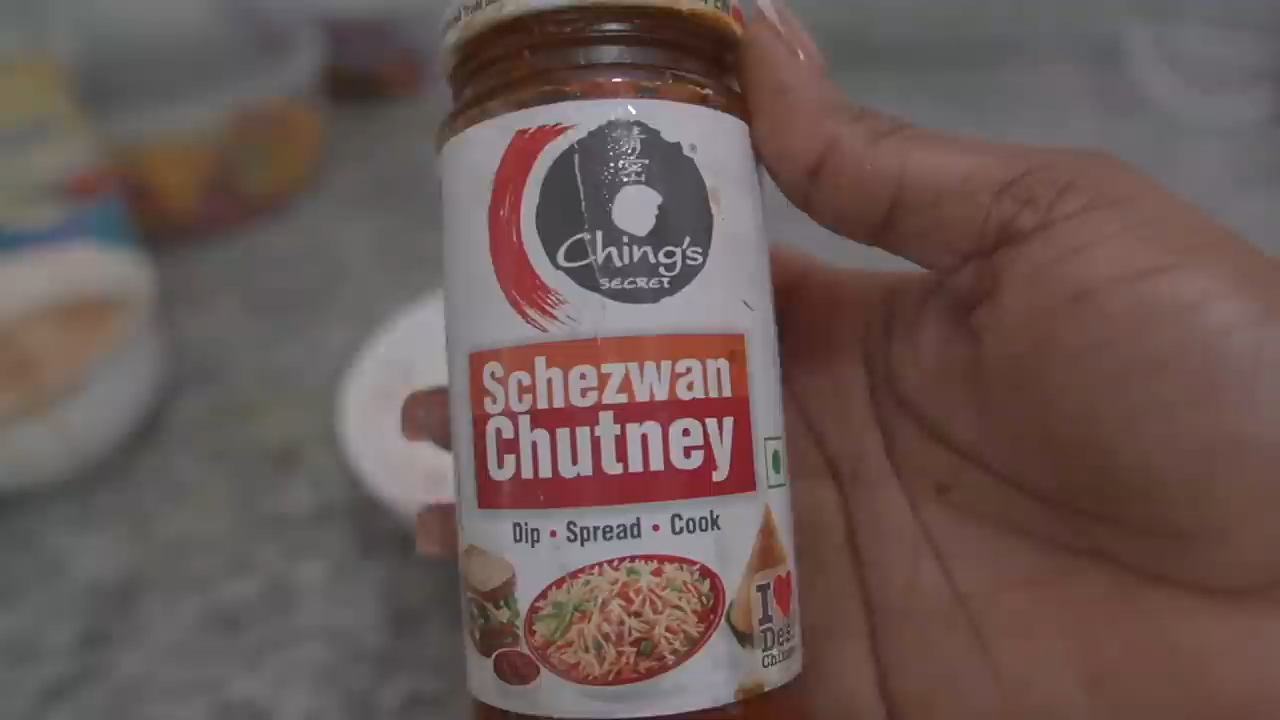 Ching's
SECRET
Schezwan
Chutney
Dip • Spread • Cook
I ❤
Desi